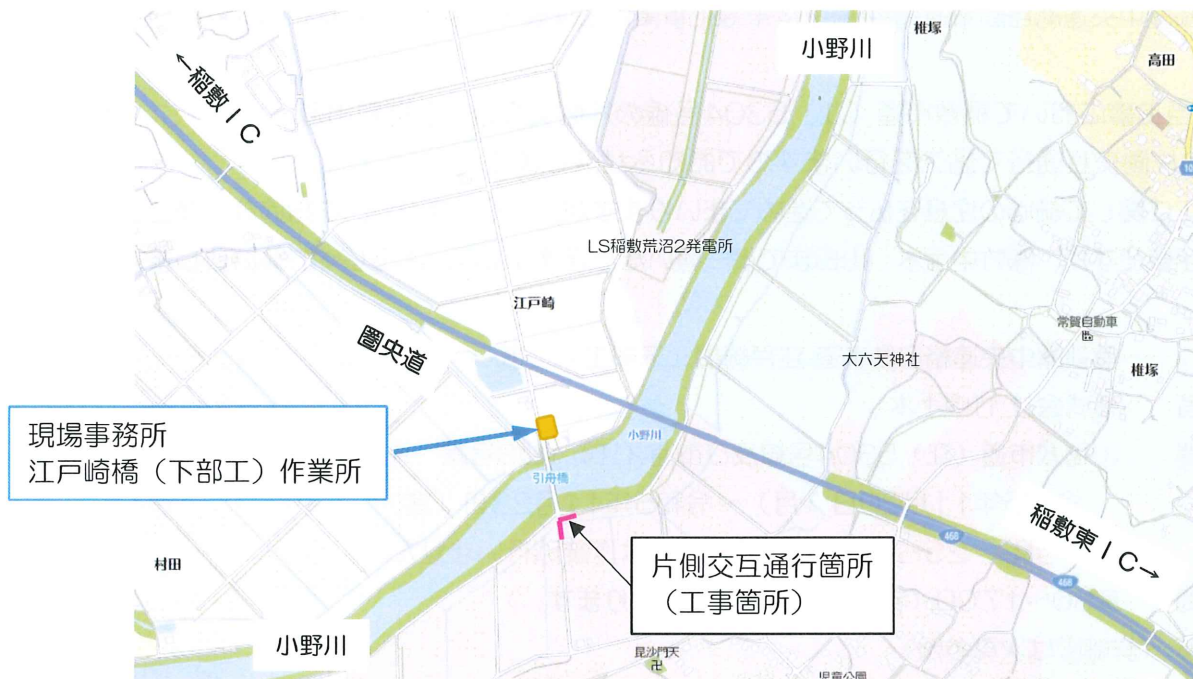 小野川
椎塚
高田
←稲敷IC
LS稲敷荒沼2発電所
江戸崎
常賀自動車
圏央道
大六天神社
椎塚
現場事務所
江戸崎橋(下部工)作業所
小野川
引舟橋
468
稲敷東IC→
片側交互通行箇所
(工事箇所)
468
村田
小野川
毘沙門天
児童公園